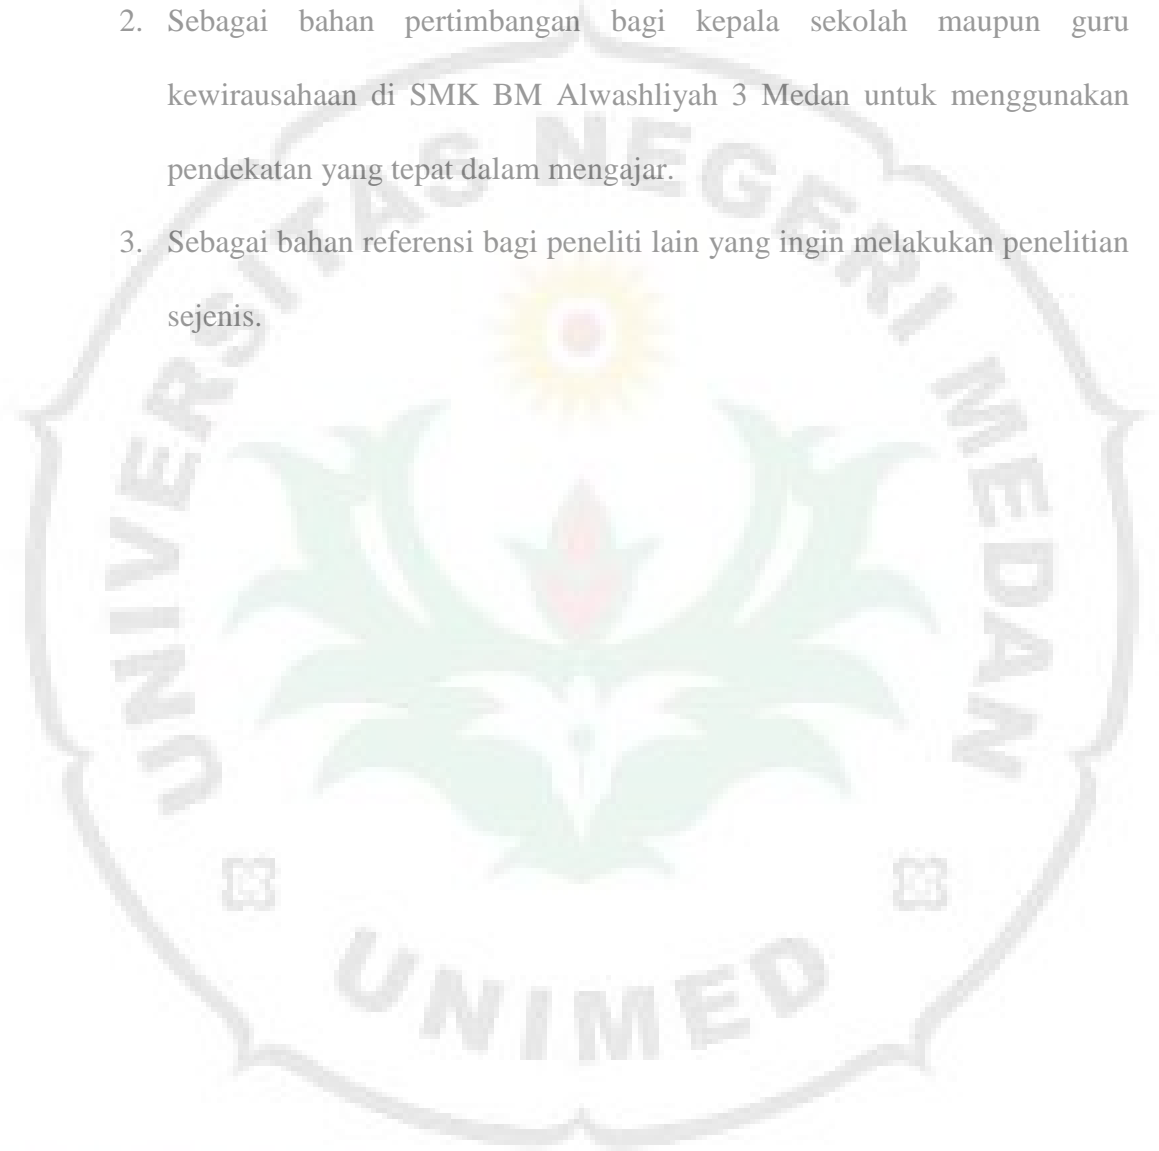 2. Sebagai bahan pertimbangan bagi kepala sekolah maupun guru
kewirausahaan di SMK BM Alwashliyah 3 Medan untuk menggunakan
pendekatan yang tepat dalam mengajar.
3. Sebagai bahan referensi bagi peneliti lain yang ingin melakukan penelitian
sejenis.
UNIVERSITAS NEGERI MEDAN
UNIMED